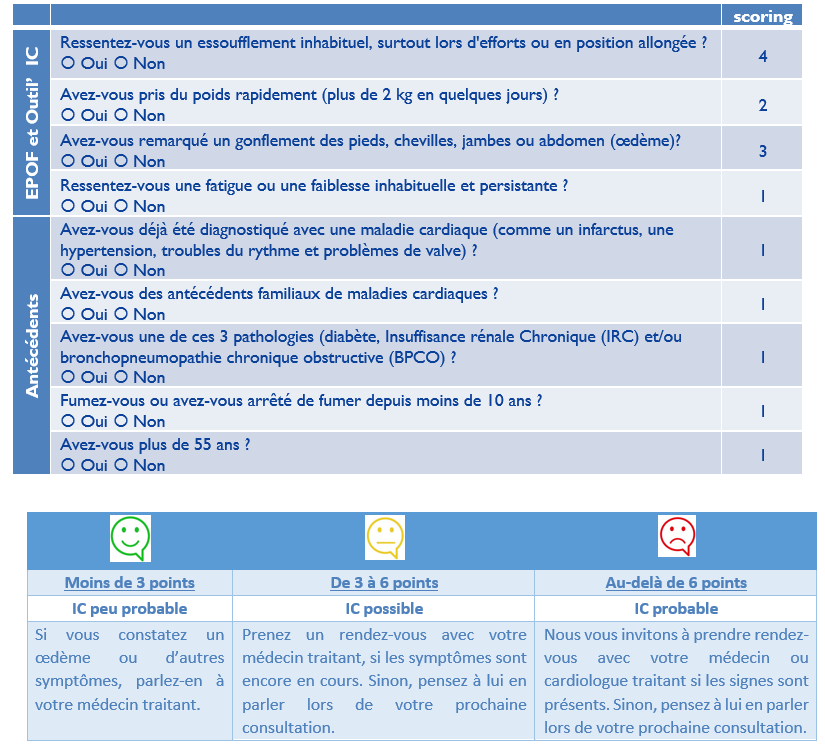 scoring
EPOF et Outil' IC
Ressentez-vous un essoufflement inhabituel, surtout lors d'efforts ou en position allongée ?
O Oui O Non
4
Avez-vous pris du poids rapidement (plus de 2 kg en quelques jours) ?
O Oui O Non
2
Avez-vous remarqué un gonflement des pieds, chevilles, jambes ou abdomen (œdème)?
O Oui O Non
3
Ressentez-vous une fatigue ou une faiblesse inhabituelle et persistante ?
O Oui O Non
1
Antécédents
Avez-vous déjà été diagnostiqué avec une maladie cardiaque (comme un infarctus, une
hypertension, troubles du rythme et problèmes de valve) ?
O Oui O Non
1
Avez-vous des antécédents familiaux de maladies cardiaques ?
O Oui O Non
1
Avez-vous une de ces 3 pathologies (diabète, Insuffisance rénale Chronique (IRC) et/ou
bronchopneumopathie chronique obstructive (BPCO) ?
O Oui O Non
1
Fumez-vous ou avez-vous arrêté de fumer depuis moins de 10 ans ?
O Oui O Non
1
Avez-vous plus de 55 ans ?
O Oui O Non
1
Moins de 3 points
IC peu probable
Si vous constatez un
œdème ou d'autres
symptômes, parlez-en à
votre médecin traitant.
De 3 à 6 points
IC possible
Prenez un rendez-vous avec votre
médecin traitant, si les symptômes sont
encore en cours. Sinon, pensez à lui en
parler lors de votre prochaine
consultation.
Au-delà de 6 points
IC probable
Nous vous invitons à prendre rendez-
vous avec votre médecin ou
cardiologue traitant si les signes sont
présents. Sinon, pensez à lui en parler
lors de votre prochaine consultation.